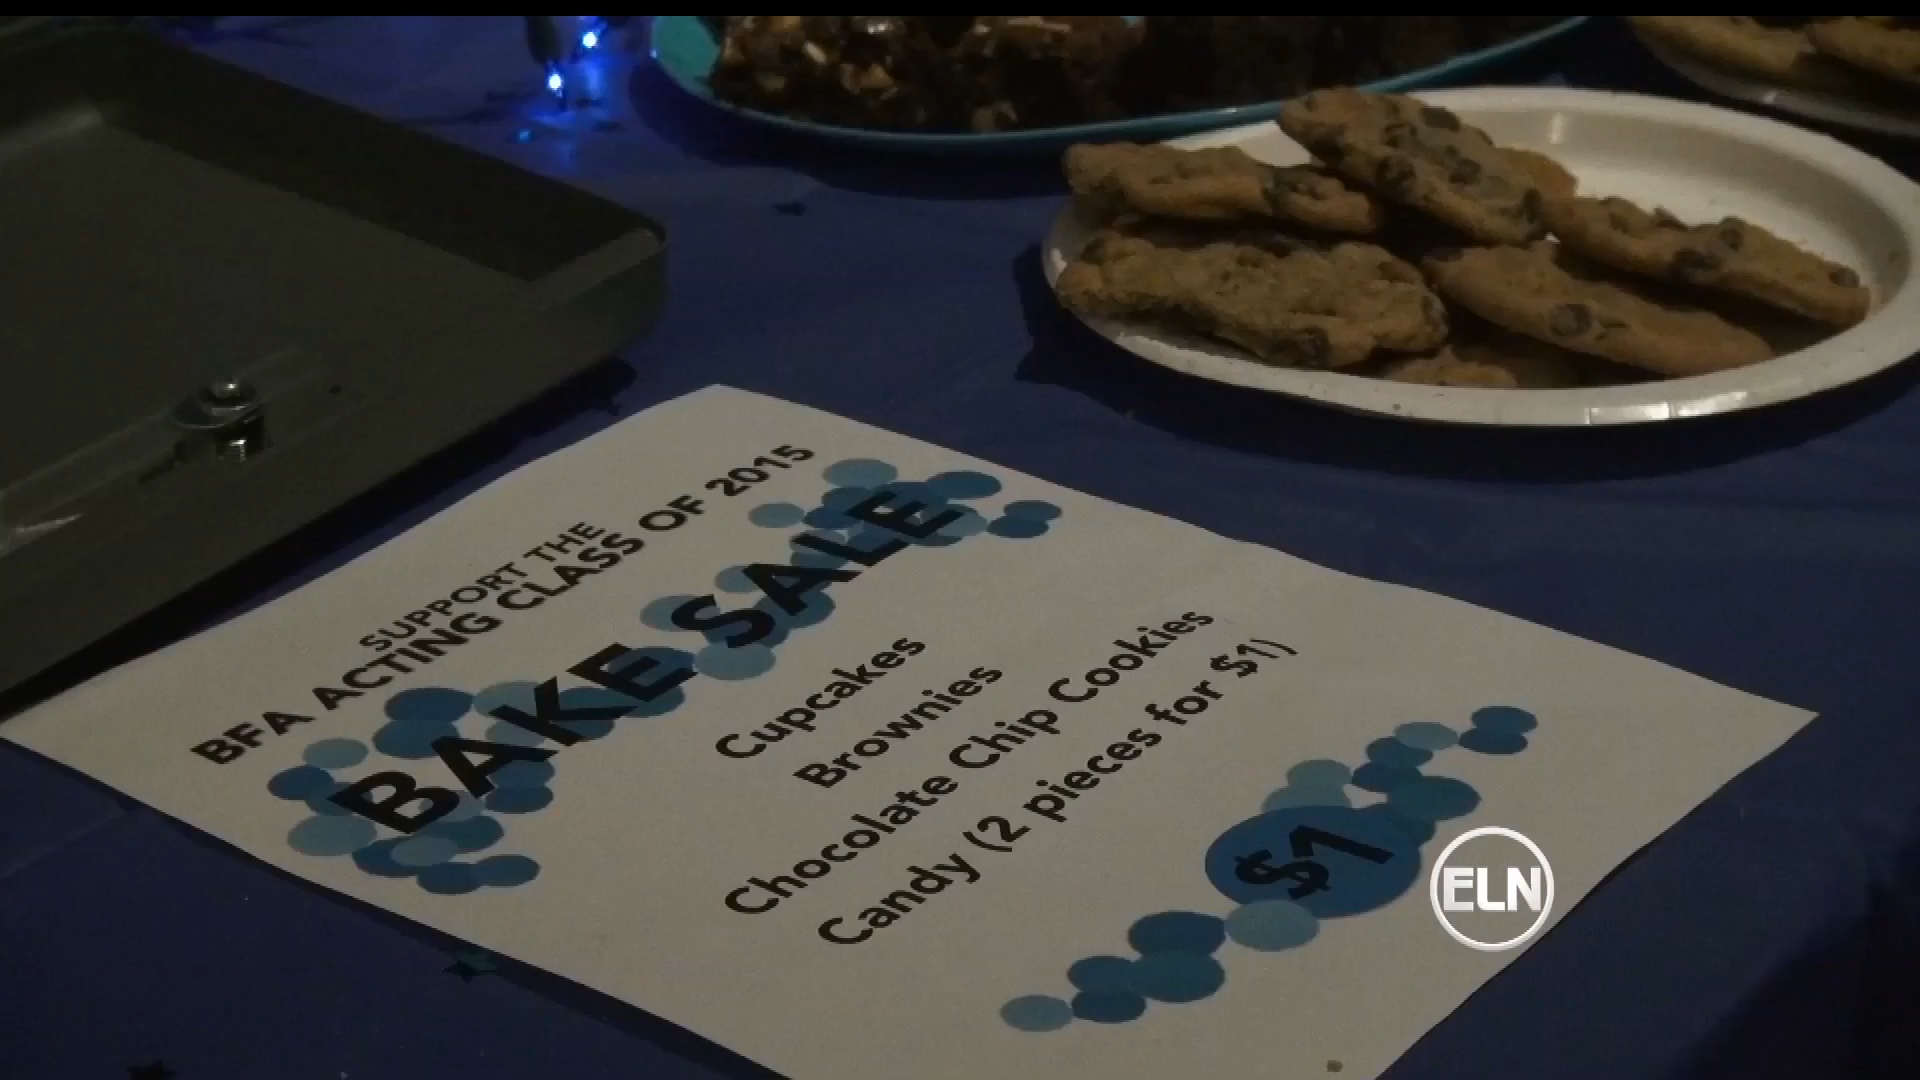 SUPPORT THE
BFA ACTING CLASS OF 2015
BAKE SALE
Cupcakes
Brownies
Chocolate Chip Cookies
Candy (2 pieces for $1)
$1
ELN